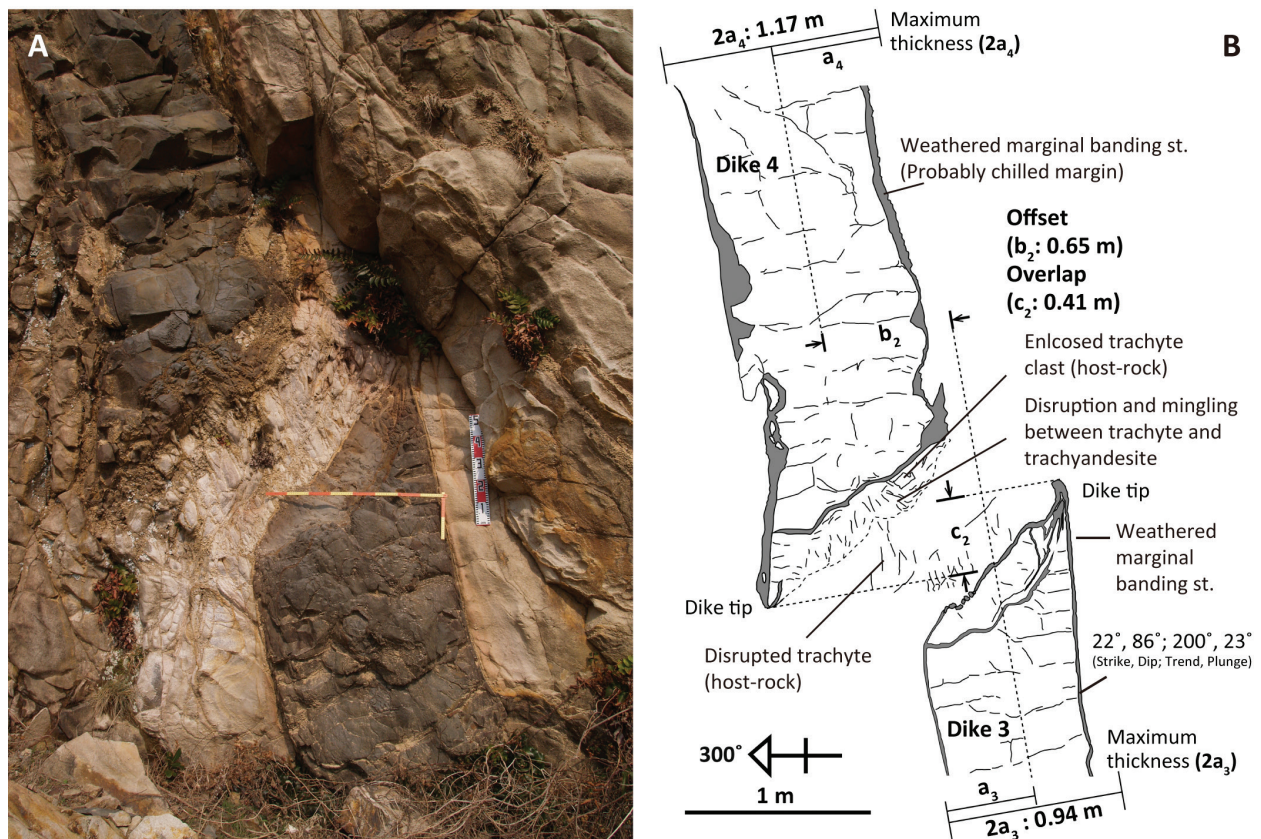 A
B
2a₄: 1.17 m
a₄
Maximum
thickness (2a₄)
Dike 4
Weathered marginal banding st.
(Probably chilled margin)
Offset
(b₂: 0.65 m)
Overlap
(c₂: 0.41 m)
b₂
Enlcosed trachyte
clast (host-rock)
Disruption and mingling
between trachyte and
trachyandesite
Dike tip
c₂
Weathered
marginal
banding st.
Dike tip
Disrupted trachyte
(host-rock)
22˚, 86˚; 200˚, 23˚
(Strike, Dip; Trend, Plunge)
Dike 3
300˚
1 m
Maximum
thickness (2a₃)
a₃
2a₃ : 0.94 m